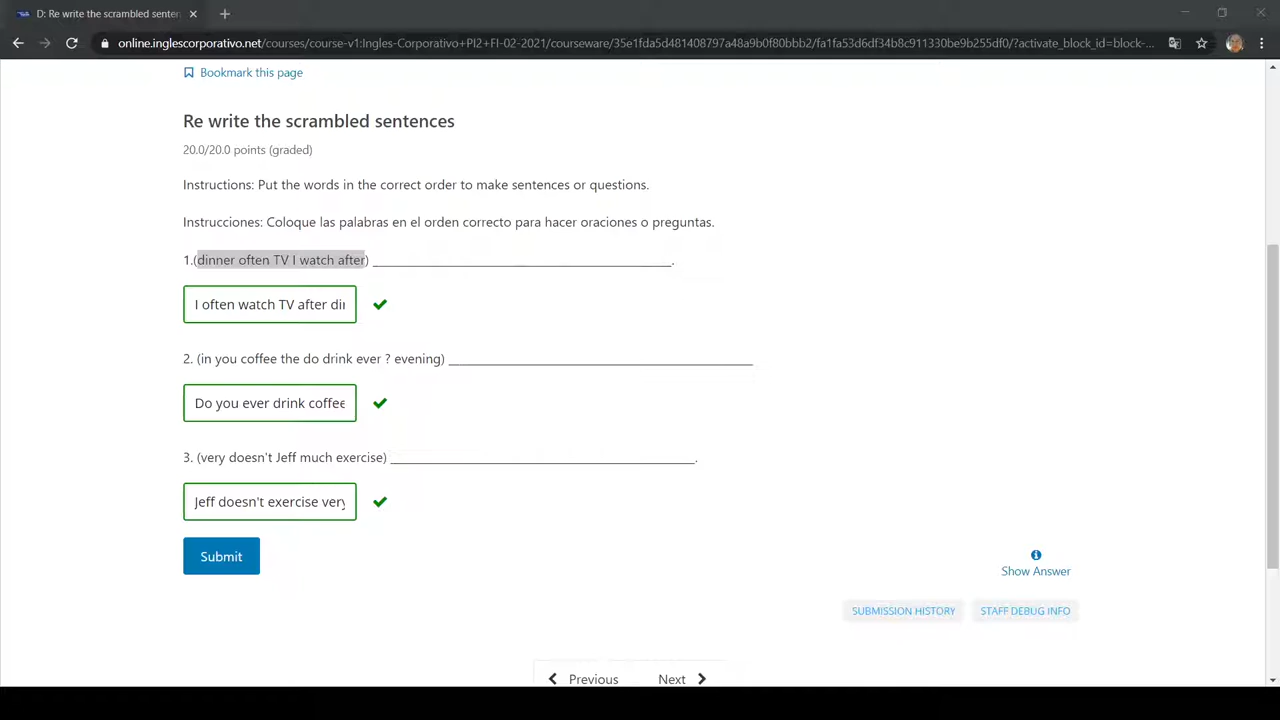 D: Re write the scrambled senten
online.inglescorporativo.net/courses/course-v1:Ingles-Corporativo+PI2+FI-02-2021/courseware/35e1fda5d481408797a48a9b0f80bbb2/fa1fa53d6df34b8c911330be9b255df0/?activate_block_id=block-...
Bookmark this page
Re write the scrambled sentences
20.0/20.0 points (graded)
Instructions: Put the words in the correct order to make sentences or questions.
Instrucciones: Coloque las palabras en el orden correcto para hacer oraciones o preguntas.
1.(dinner often TV I watch after) ______________________________________.
I often watch TV after din
2. (in you coffee the do drink ever ? evening) ______________________________________
Do you ever drink coffee
3. (very doesn't Jeff much exercise) ______________________________________.
Jeff doesn't exercise very
Submit
Show Answer
SUBMISSION HISTORY STAFF DEBUG INFO
Previous Next